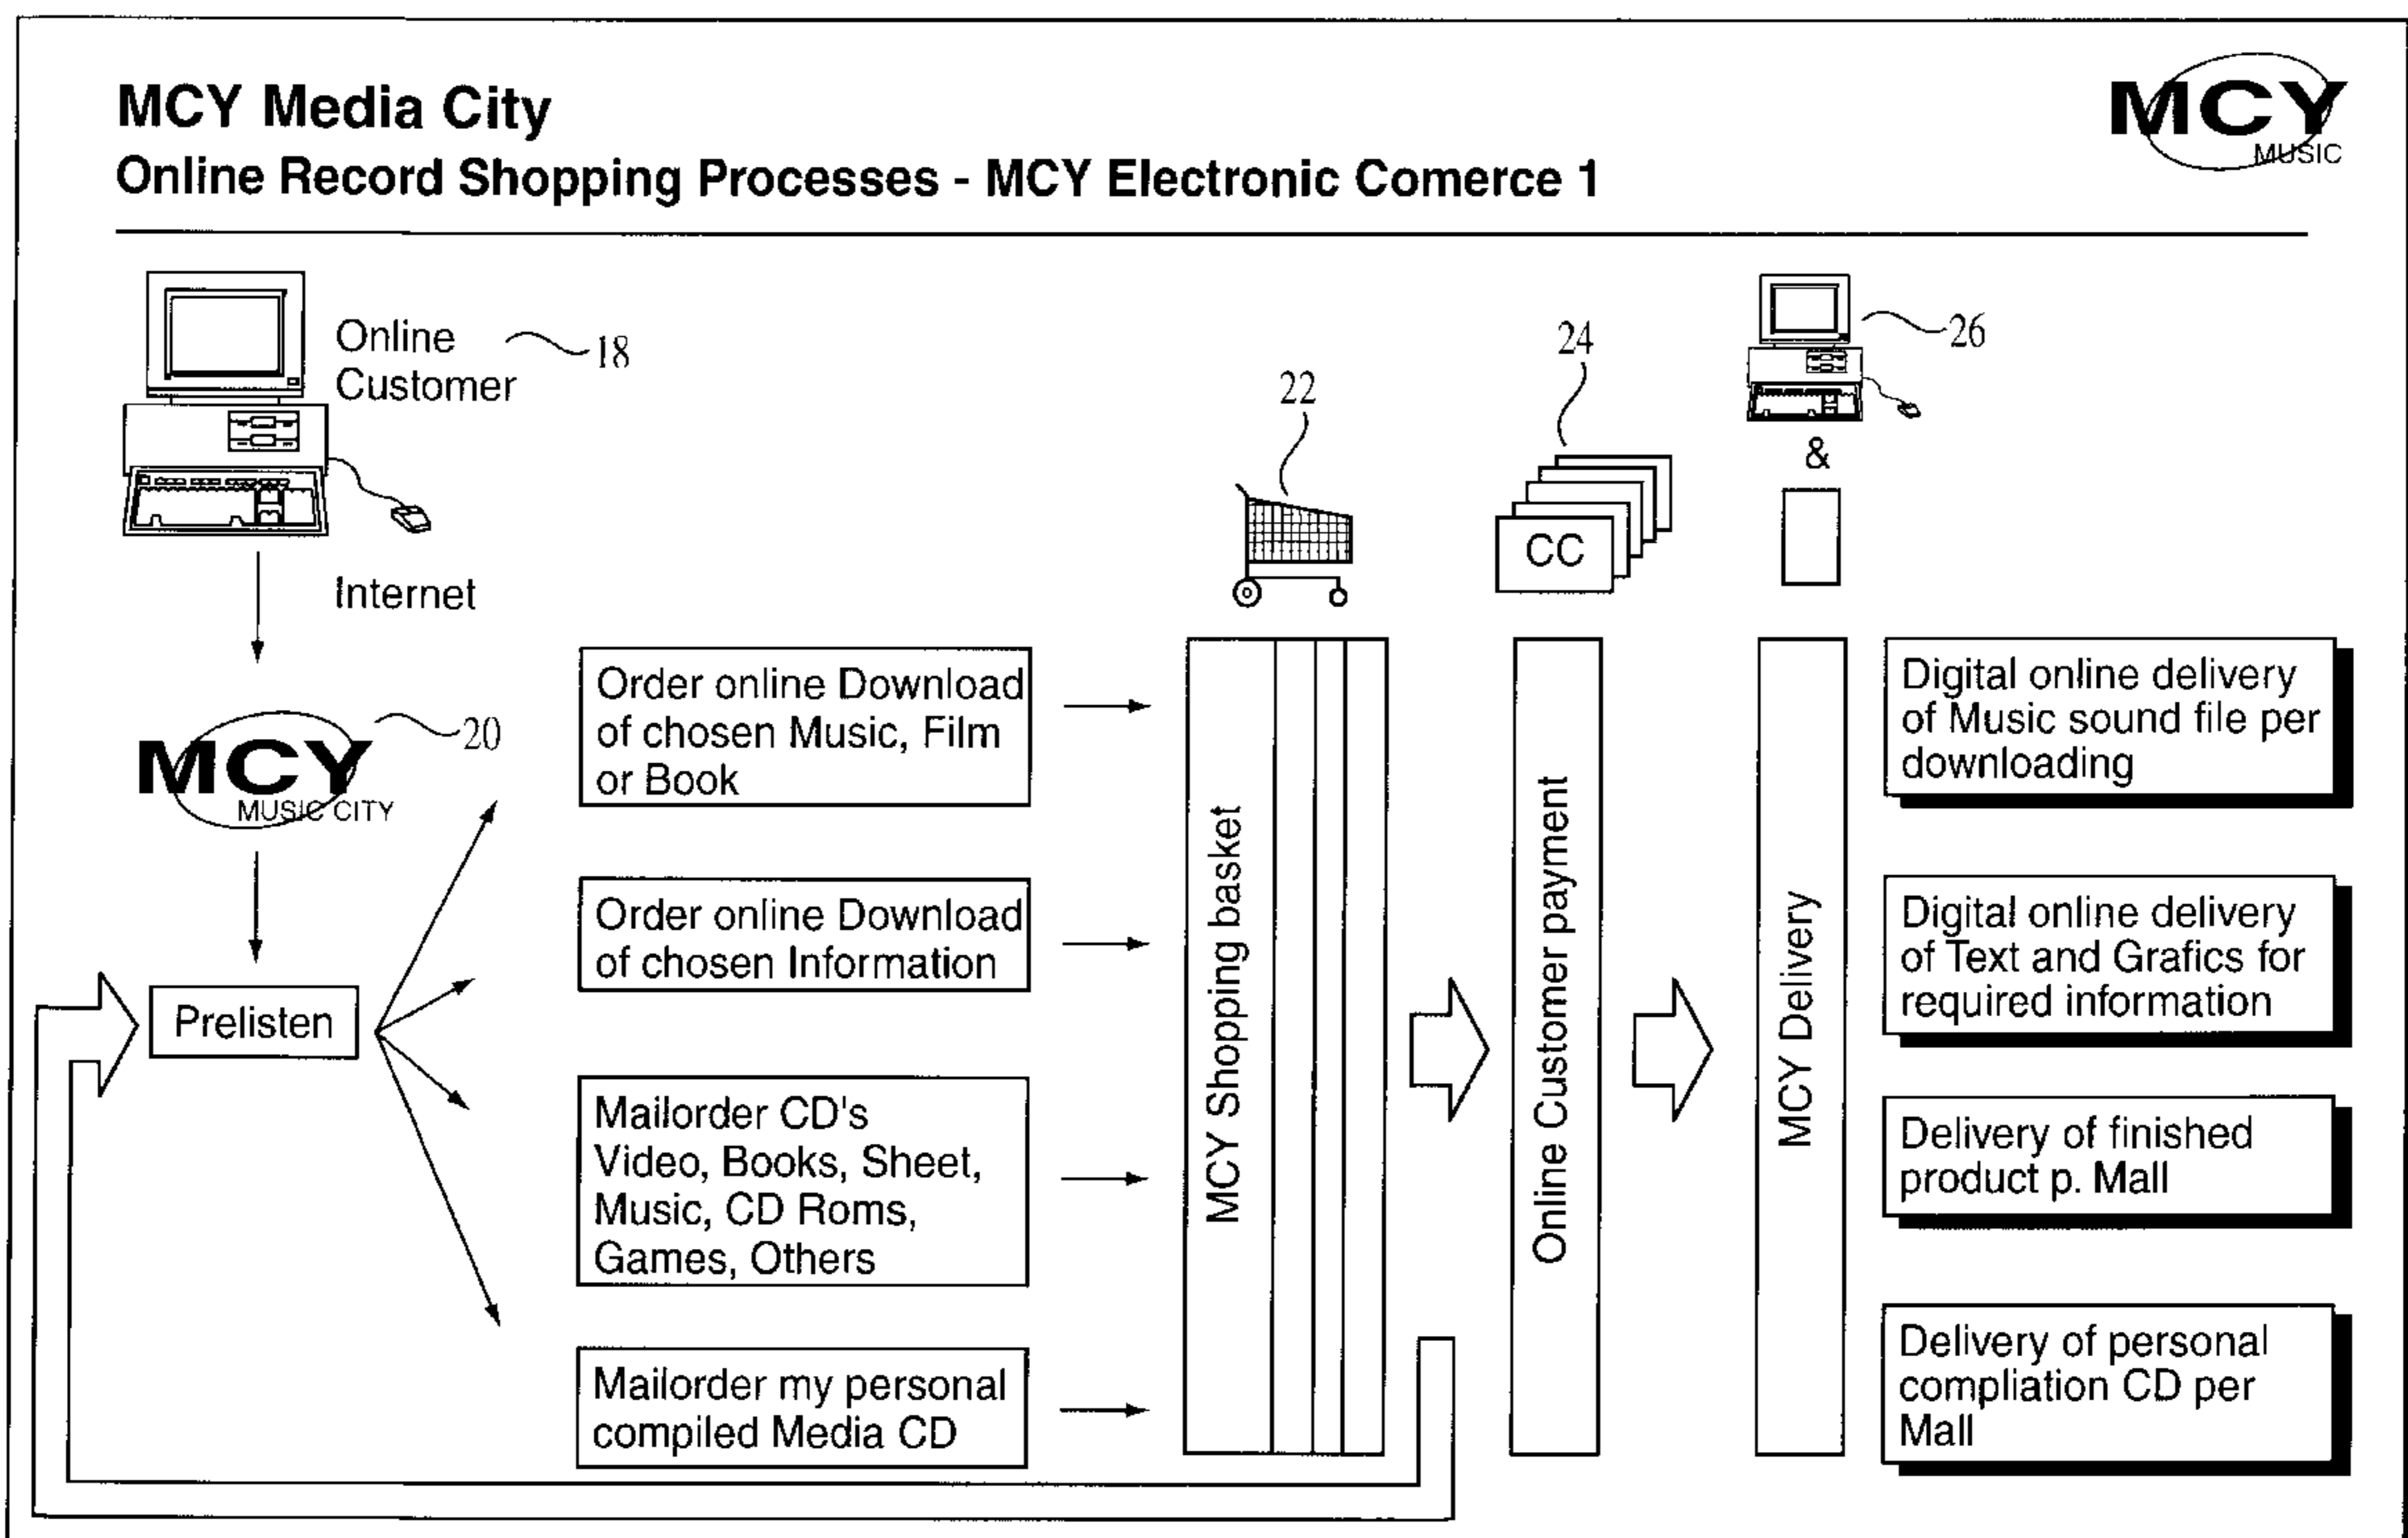 MCY Media City
Online Record Shopping Processes - MCY Electronic Comerce 1
MCY
MUSIC
Online
Customer
18
Internet
MCY
MUSIC CITY
20
Prelisten
Order online Download
of chosen Music, Film
or Book
Order online Download
of chosen Information
Mailorder CD's
Video, Books, Sheet,
Music, CD Roms,
Games, Others
Mailorder my personal
compiled Media CD
22
MCY Shopping basket
24
CC
Online Customer payment
26
&
MCY Delivery
Digital online delivery
of Music sound file per
downloading
Digital online delivery
of Text and Grafics for
required information
Delivery of finished
product p. Mall
Delivery of personal
compliation CD per
Mall